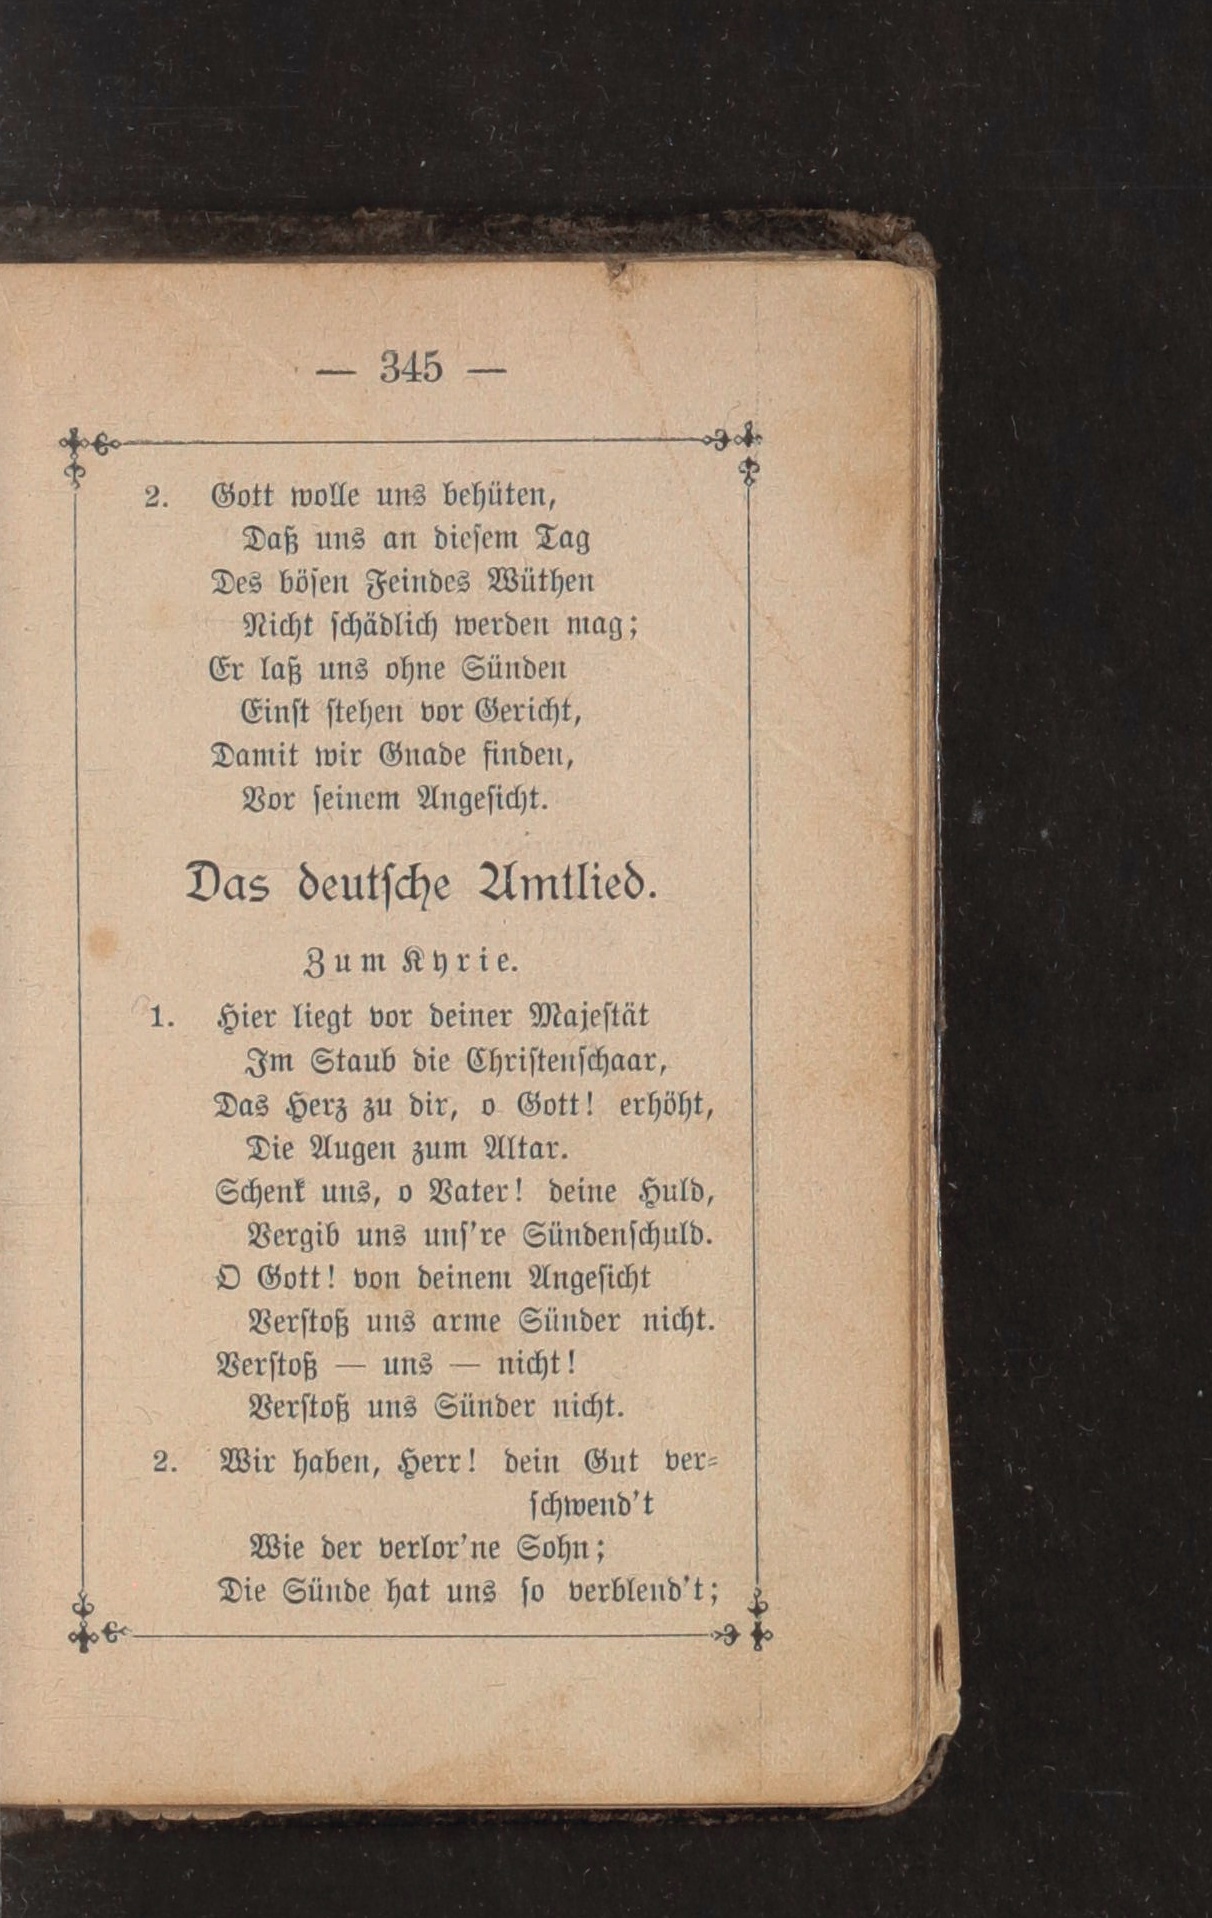 — 345 —
2. Gott wolle uns behüten,
Daß uns an diesem Tag
Des bösen Feindes Wüthen
Nicht schädlich werden mag;
Er laß uns ohne Sünden
Einst stehen vor Gericht,
Damit wir Gnade finden,
Vor seinem Angesicht.
Das deutsche Amtlied.
Zum Kyrie.
1. Hier liegt vor deiner Majestät
Im Staub die Christenschaar,
Das Herz zu dir, o Gott! erhöht,
Die Augen zum Altar.
Schenk uns, o Vater! deine Huld,
Vergib uns uns're Sündenschuld.
O Gott! von deinem Angesicht
Verstoß uns arme Sünder nicht.
Verstoß — uns — nicht!
Verstoß uns Sünder nicht.
2. Wir haben, Herr! dein Gut ver-
schwend't
Wie der verlor'ne Sohn;
Die Sünde hat uns so verblend't;